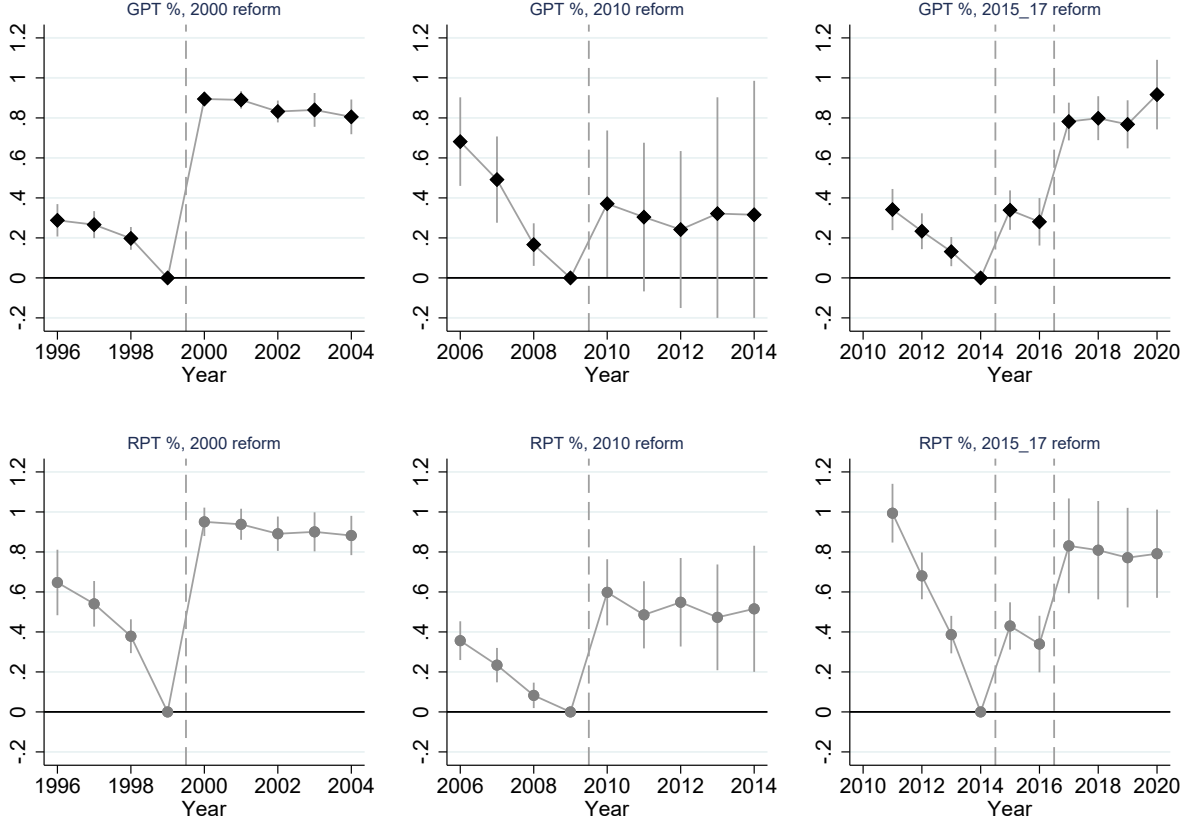 GPT %, 2000 reform
1.2
1
.8
.6
.4
.2
0
-.2
1996 1998 2000 2002 2004
Year
GPT %, 2010 reform
1.2
1
.8
.6
.4
.2
0
-.2
2006 2008 2010 2012 2014
Year
GPT %, 2015_17 reform
1.2
1
.8
.6
.4
.2
0
-.2
2010 2012 2014 2016 2018 2020
Year
RPT %, 2000 reform
1.2
1
.8
.6
.4
.2
0
-.2
1996 1998 2000 2002 2004
Year
RPT %, 2010 reform
1.2
1
.8
.6
.4
.2
0
-.2
2006 2008 2010 2012 2014
Year
RPT %, 2015_17 reform
1.2
1
.8
.6
.4
.2
0
-.2
2010 2012 2014 2016 2018 2020
Year